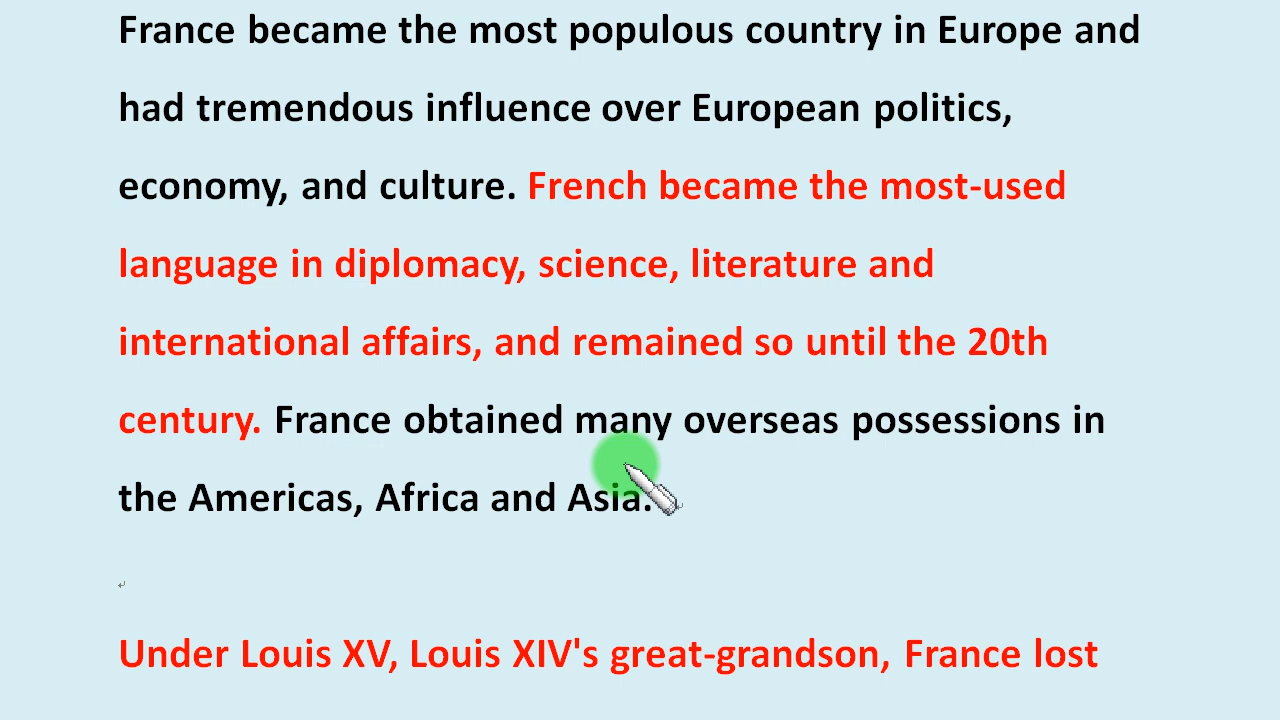 France became the most populous country in Europe and
had tremendous influence over European politics,
economy, and culture. French became the most-used
language in diplomacy, science, literature and
international affairs, and remained so until the 20th
century. France obtained many overseas possessions in
the Americas, Africa and Asia.
Under Louis XV, Louis XIV's great-grandson, France lost